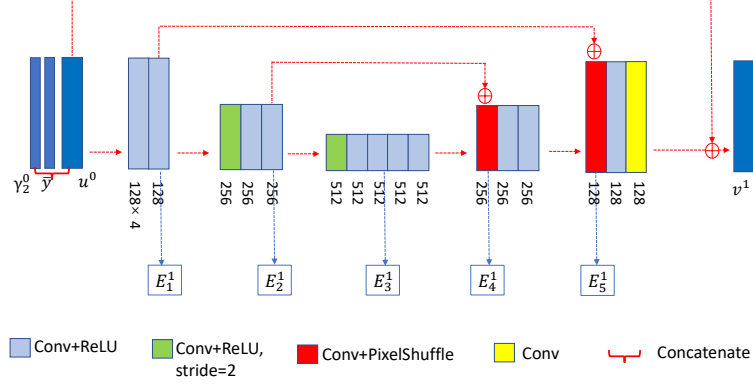 γ₂⁰ ȳ u⁰
128× 4
128
256
256
256
512
512
512
512
512
256
256
256
128
128
128
v¹
E₁¹
E₂¹
E₃¹
E₄¹
E₅¹
Conv+ReLU
Conv+ReLU,
stride=2
Conv+PixelShuffle
Conv
Concatenate